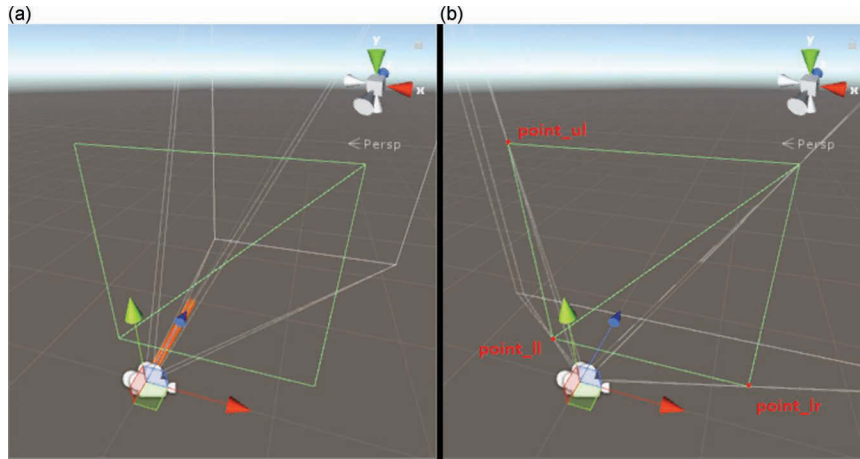 (a)
(b)
y
x
Persp
y
x
Persp
point_ul
point_ll
point_lr